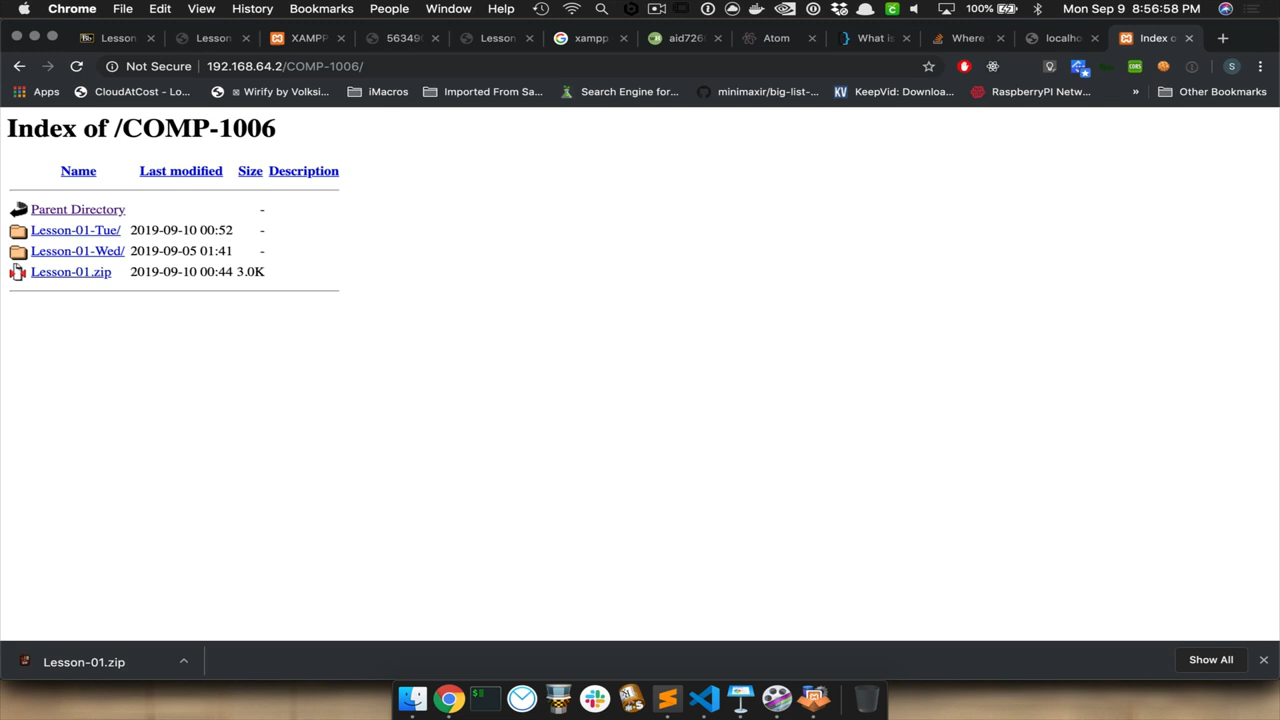 Chrome File Edit View History Bookmarks People Window Help 100% Mon Sep 9 8:56:58 PM
Lesson Lesson XAMPP 56349 Lesson xampp aid726 Atom What is Where localho Index o
Not Secure 192.168.64.2/COMP-1006/ S
Apps CloudAtCost - Lo... Wirify by Volksi... iMacros Imported From Sa... Search Engine for... minimaxir/big-list-... KV KeepVid: Downloa... RaspberryPI Netw... » Other Bookmarks
Index of /COMP-1006
Name Last modified Size Description
Parent Directory -
Lesson-01-Tue/ 2019-09-10 00:52 -
Lesson-01-Wed/ 2019-09-05 01:41 -
Lesson-01.zip 2019-09-10 00:44 3.0K
Lesson-01.zip Show All